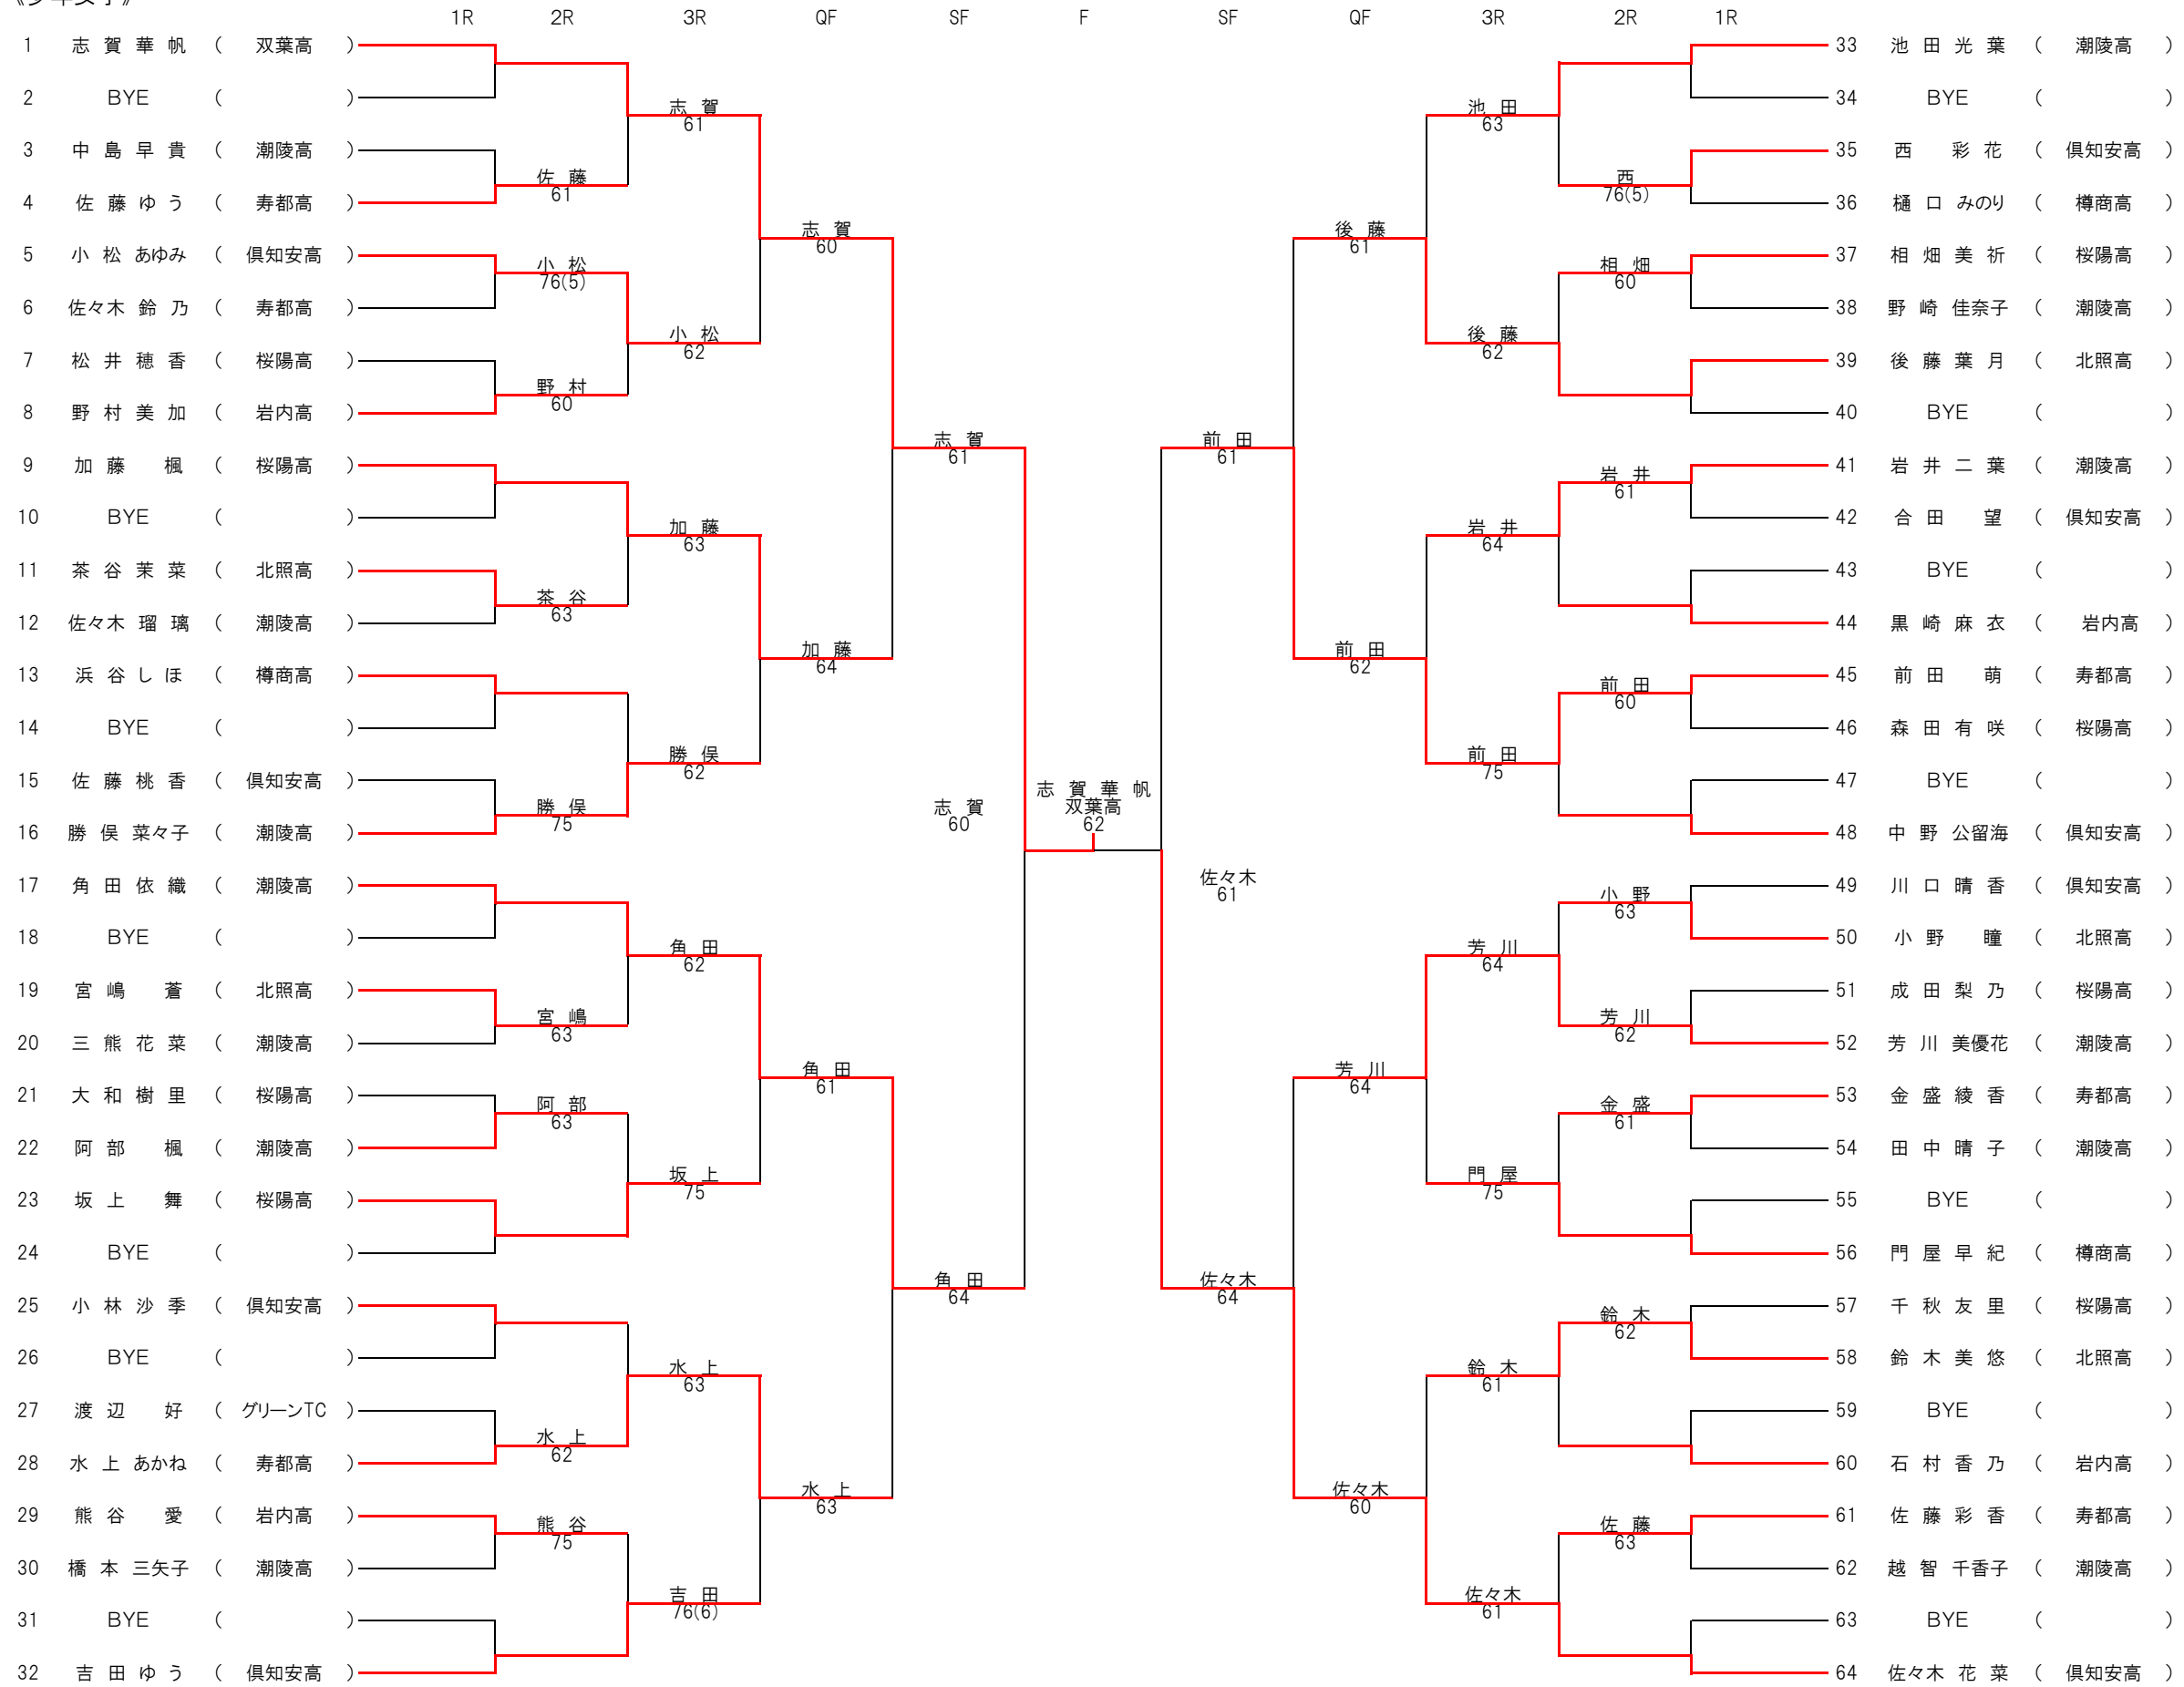 《少年女子》
1R 2R 3R QF SF F SF QF 3R 2R 1R
1 志賀華帆 ( 双葉高 )
2 BYE ( )
3 中島早貴 ( 潮陵高 )
4 佐藤ゆう ( 寿都高 )
5 小松あゆみ ( 倶知安高 )
6 佐々木鈴乃 ( 寿都高 )
7 松井穂香 ( 桜陽高 )
8 野村美加 ( 岩内高 )
9 加藤楓 ( 桜陽高 )
10 BYE ( )
11 茶谷茉菜 ( 北照高 )
12 佐々木瑠璃 ( 潮陵高 )
13 浜谷しほ ( 樽商高 )
14 BYE ( )
15 佐藤桃香 ( 倶知安高 )
16 勝俣菜々子 ( 潮陵高 )
17 角田依織 ( 潮陵高 )
18 BYE ( )
19 宮嶋蒼 ( 北照高 )
20 三熊花菜 ( 潮陵高 )
21 大和樹里 ( 桜陽高 )
22 阿部楓 ( 潮陵高 )
23 坂上舞 ( 桜陽高 )
24 BYE ( )
25 小林沙季 ( 倶知安高 )
26 BYE ( )
27 渡辺好 ( グリーンTC )
28 水上あかね ( 寿都高 )
29 熊谷愛 ( 岩内高 )
30 橋本三矢子 ( 潮陵高 )
31 BYE ( )
32 吉田ゆう ( 倶知安高 )
佐藤
61
小松
76(5)
野村
60
茶谷
63
勝俣
75
宮嶋
63
阿部
63
水上
62
熊谷
75
志賀
61
小松
62
加藤
63
勝俣
62
角田
62
坂上
75
水上
63
吉田
76(6)
志賀
60
加藤
64
角田
61
水上
63
志賀
61
角田
64
志賀
60
志賀華帆
双葉高
62
佐々木
61
前田
61
佐々木
64
後藤
61
前田
62
芳川
64
佐々木
60
池田
63
後藤
62
岩井
64
前田
75
芳川
64
門屋
75
鈴木
61
佐々木
61
西
76(5)
相畑
60
岩井
61
前田
60
小野
63
芳川
62
金盛
61
鈴木
62
佐藤
63
33 池田光葉 ( 潮陵高 )
34 BYE ( )
35 西彩花 ( 倶知安高 )
36 樋口みのり ( 樽商高 )
37 相畑美祈 ( 桜陽高 )
38 野崎佳奈子 ( 潮陵高 )
39 後藤葉月 ( 北照高 )
40 BYE ( )
41 岩井二葉 ( 潮陵高 )
42 合田望 ( 倶知安高 )
43 BYE ( )
44 黒崎麻衣 ( 岩内高 )
45 前田萌 ( 寿都高 )
46 森田有咲 ( 桜陽高 )
47 BYE ( )
48 中野公留海 ( 倶知安高 )
49 川口晴香 ( 倶知安高 )
50 小野瞳 ( 北照高 )
51 成田梨乃 ( 桜陽高 )
52 芳川美優花 ( 潮陵高 )
53 金盛綾香 ( 寿都高 )
54 田中晴子 ( 潮陵高 )
55 BYE ( )
56 門屋早紀 ( 樽商高 )
57 千秋友里 ( 桜陽高 )
58 鈴木美悠 ( 北照高 )
59 BYE ( )
60 石村香乃 ( 岩内高 )
61 佐藤彩香 ( 寿都高 )
62 越智千香子 ( 潮陵高 )
63 BYE ( )
64 佐々木花菜 ( 倶知安高 )